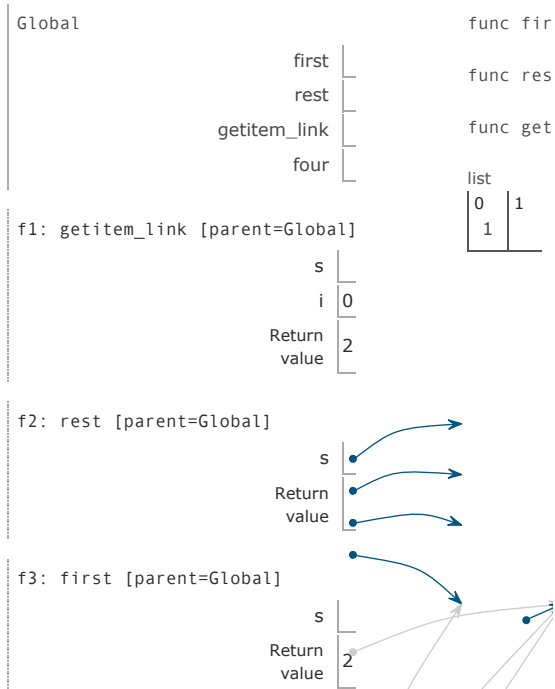 Global
first
rest
getitem_link
four
f1: getitem_link [parent=Global]
s
i 0
Return value 2
f2: rest [parent=Global]
s
Return value
f3: first [parent=Global]
s
Return value 2
func fir
func res
func get
list
0 1
1